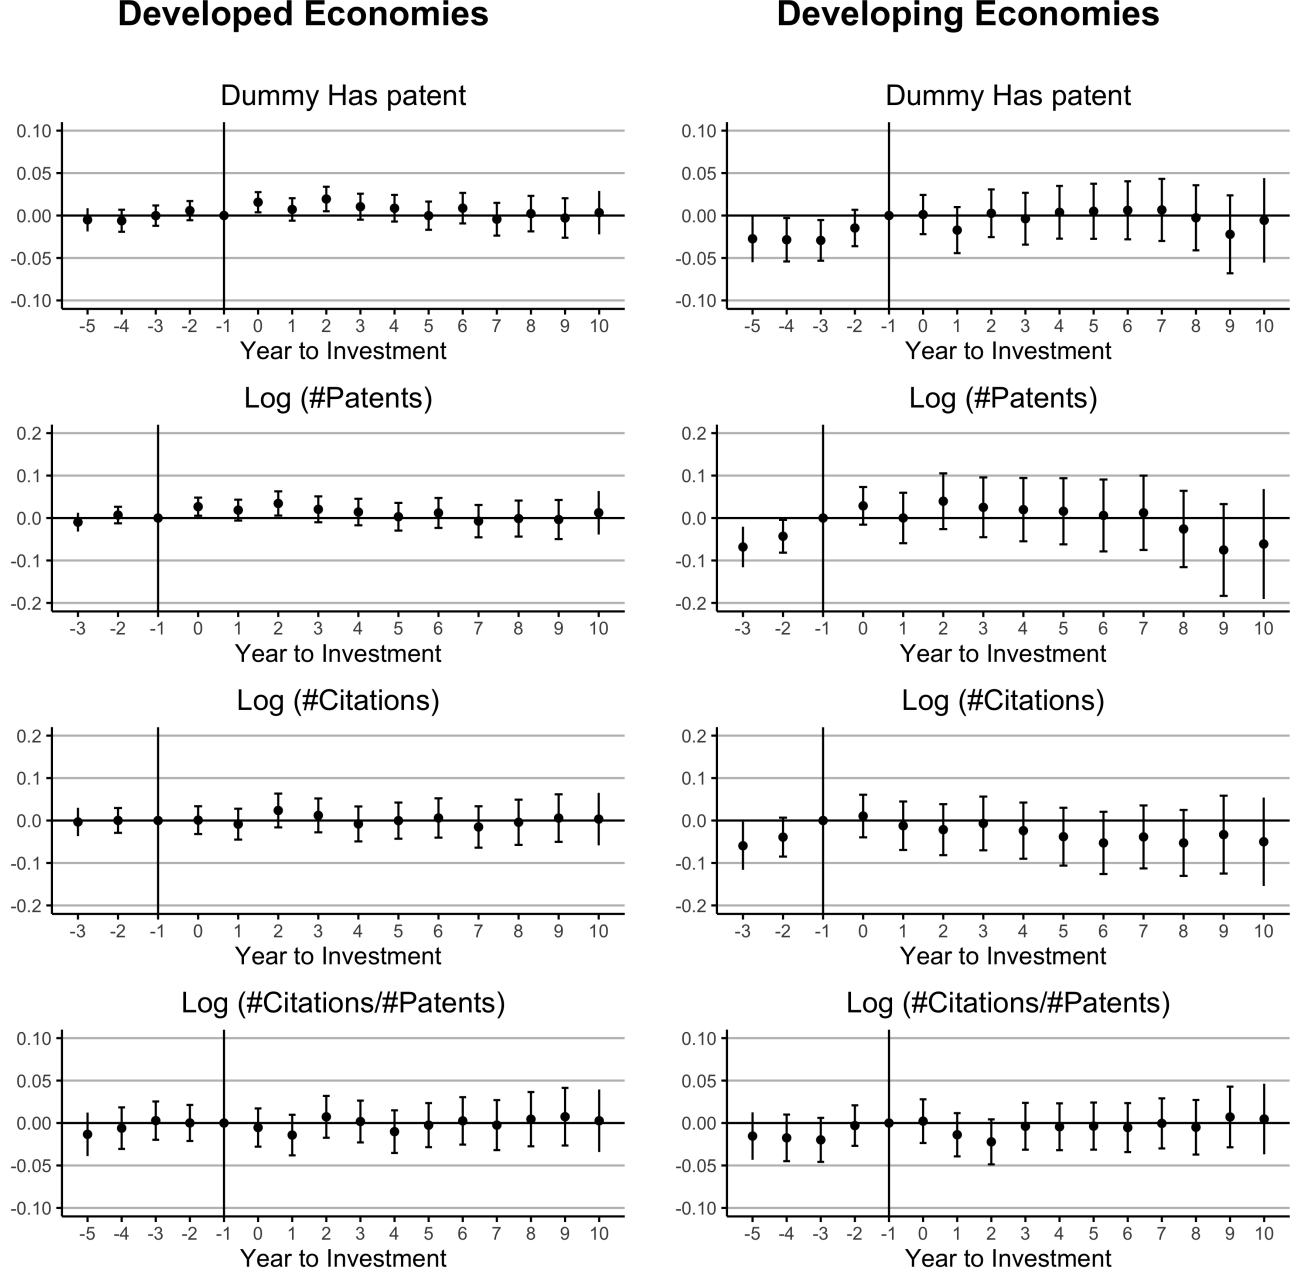 Developed Economies
Developing Economies
Dummy Has patent
0.10
0.05
0.00
-0.05
-0.10
-5 -4 -3 -2 -1 0 1 2 3 4 5 6 7 8 9 10
Year to Investment
Dummy Has patent
0.10
0.05
0.00
-0.05
-0.10
-5 -4 -3 -2 -1 0 1 2 3 4 5 6 7 8 9 10
Year to Investment
Log (#Patents)
0.2
0.1
0.0
-0.1
-0.2
-3 -2 -1 0 1 2 3 4 5 6 7 8 9 10
Year to Investment
Log (#Patents)
0.2
0.1
0.0
-0.1
-0.2
-3 -2 -1 0 1 2 3 4 5 6 7 8 9 10
Year to Investment
Log (#Citations)
0.2
0.1
0.0
-0.1
-0.2
-3 -2 -1 0 1 2 3 4 5 6 7 8 9 10
Year to Investment
Log (#Citations)
0.2
0.1
0.0
-0.1
-0.2
-3 -2 -1 0 1 2 3 4 5 6 7 8 9 10
Year to Investment
Log (#Citations/#Patents)
0.10
0.05
0.00
-0.05
-0.10
-5 -4 -3 -2 -1 0 1 2 3 4 5 6 7 8 9 10
Year to Investment
Log (#Citations/#Patents)
0.10
0.05
0.00
-0.05
-0.10
-5 -4 -3 -2 -1 0 1 2 3 4 5 6 7 8 9 10
Year to Investment